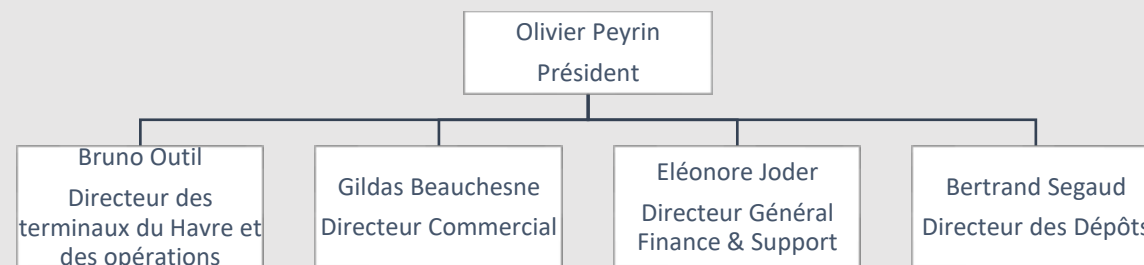 Olivier Peyrin
Président
Bruno Outil
Directeur des
terminaux du Havre et
des opérations
Gildas Beauchesne
Directeur Commercial
Eléonore Joder
Directeur Général
Finance & Support
Bertrand Segaud
Directeur des Dépôts